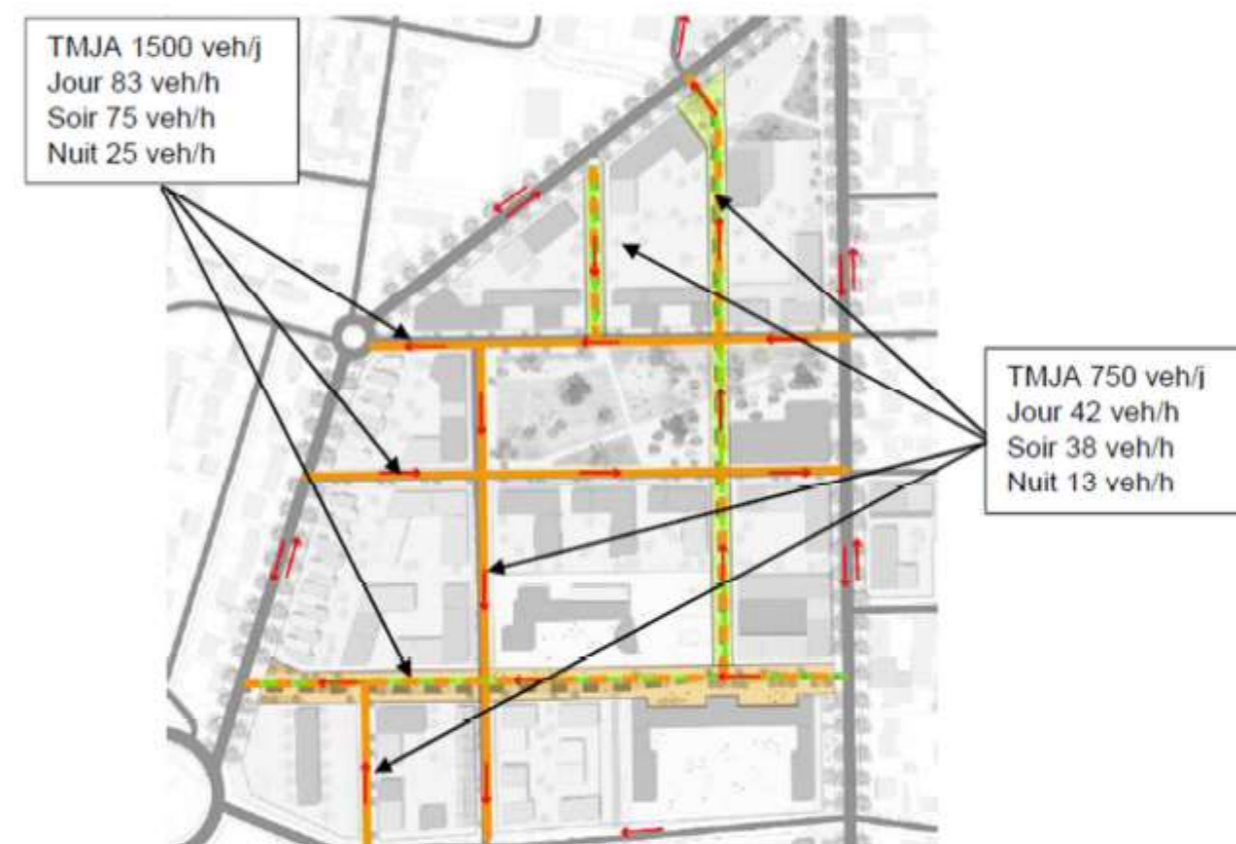 TMJA 1500 veh/j
Jour 83 veh/h
Soir 75 veh/h
Nuit 25 veh/h
TMJA 750 veh/j
Jour 42 veh/h
Soir 38 veh/h
Nuit 13 veh/h